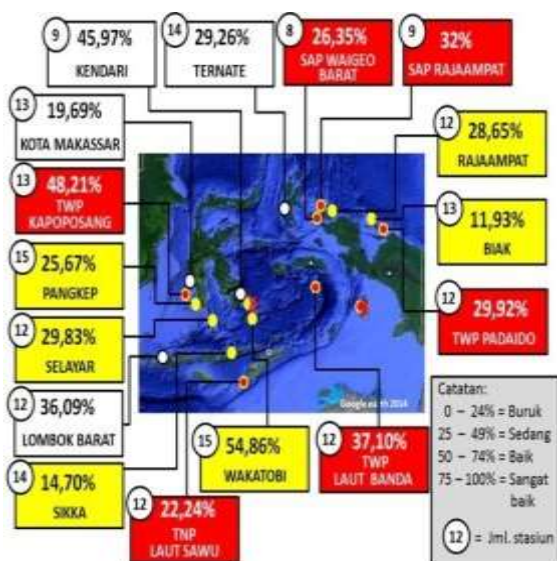 9
45,97%
KENDARI
14
29,26%
TERNATE
8
26,35%
SAP WAIGEO
BARAT
9
32%
SAP RAJAAMPAT
13
19,69%
KOTA MAKASSAR
12
28,65%
RAJAAMPAT
13
48,21%
TWP
KAPOPOSANG
13
11,93%
BIAK
15
25,67%
PANGKEP
12
29,92%
TWP PADAIDO
12
29,83%
SELAYAR
12
36,09%
LOMBOK BARAT
14
14,70%
SIKKA
12
22,24%
TNP
LAUT SAWU
15
54,86%
WAKATOBI
12
37,10%
TWP
LAUT BANDA
Google earth 2014
Catatan:
0 – 24% = Buruk
25 – 49% = Sedang
50 – 74% = Baik
75 – 100% = Sangat
baik
12 = Jml. stasiun